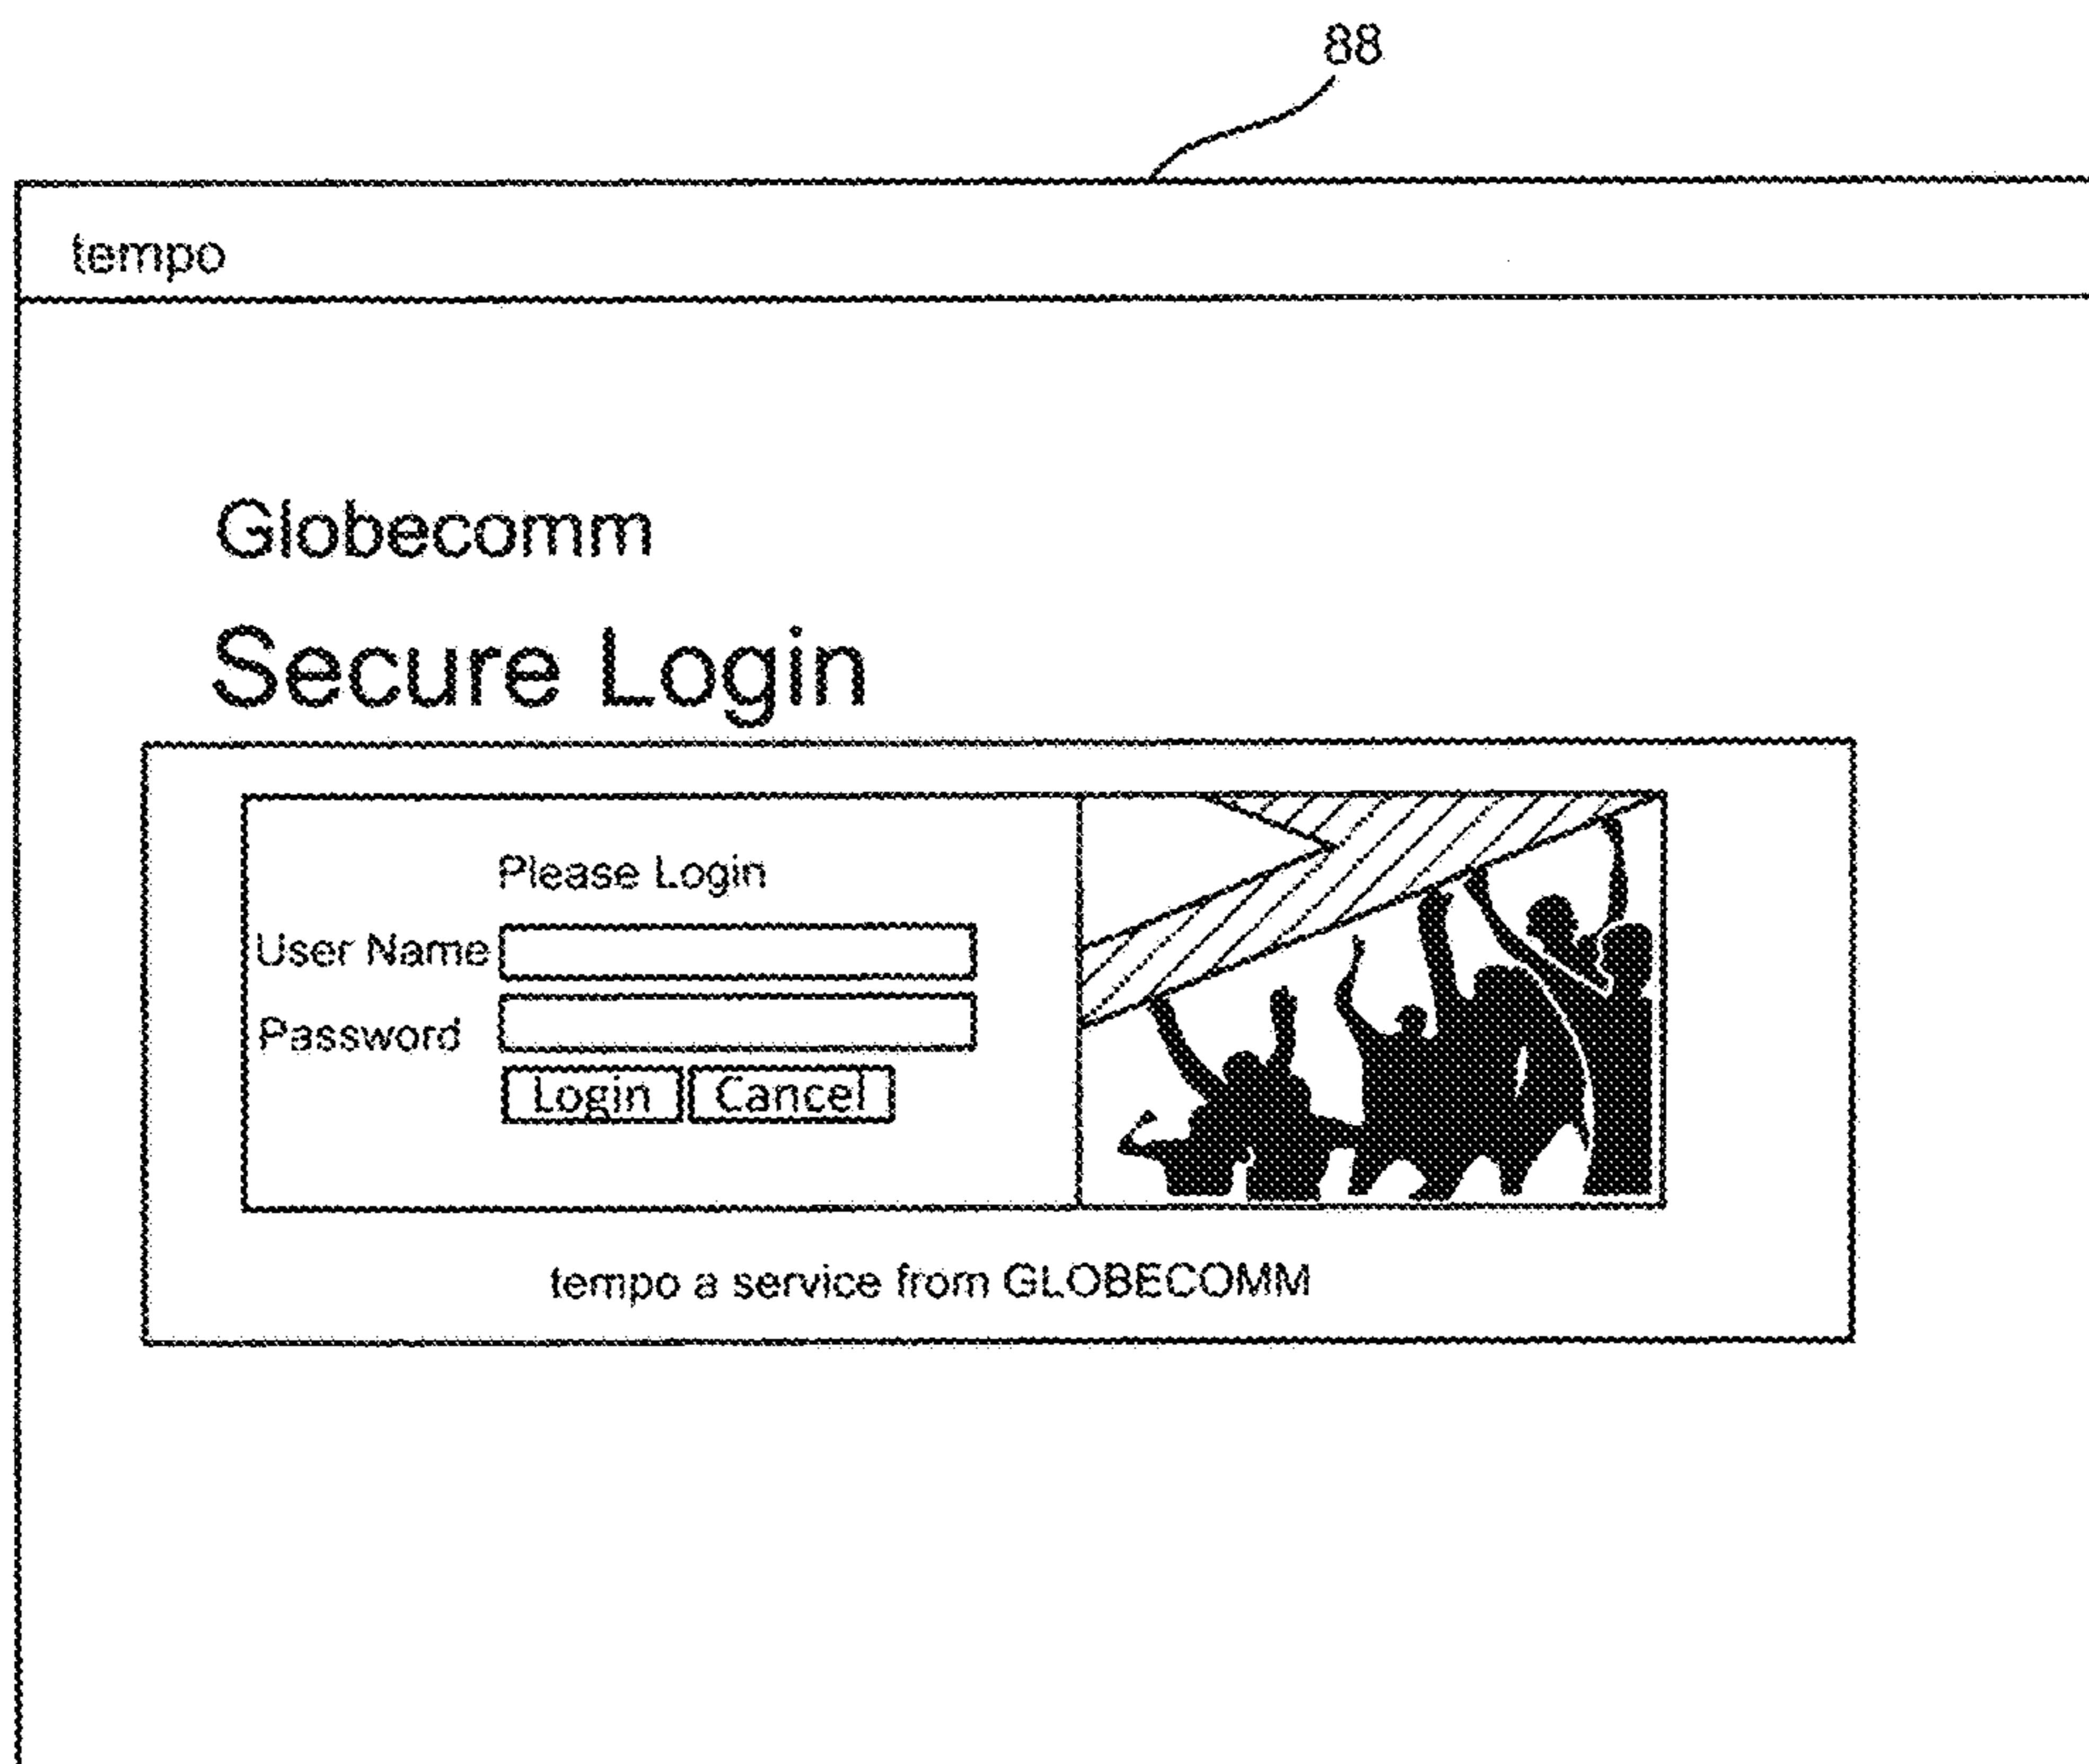 88
tempo
Globecomm
Secure Login
Please Login
User Name
Password
Login Cancel
tempo a service from GLOBECOMM